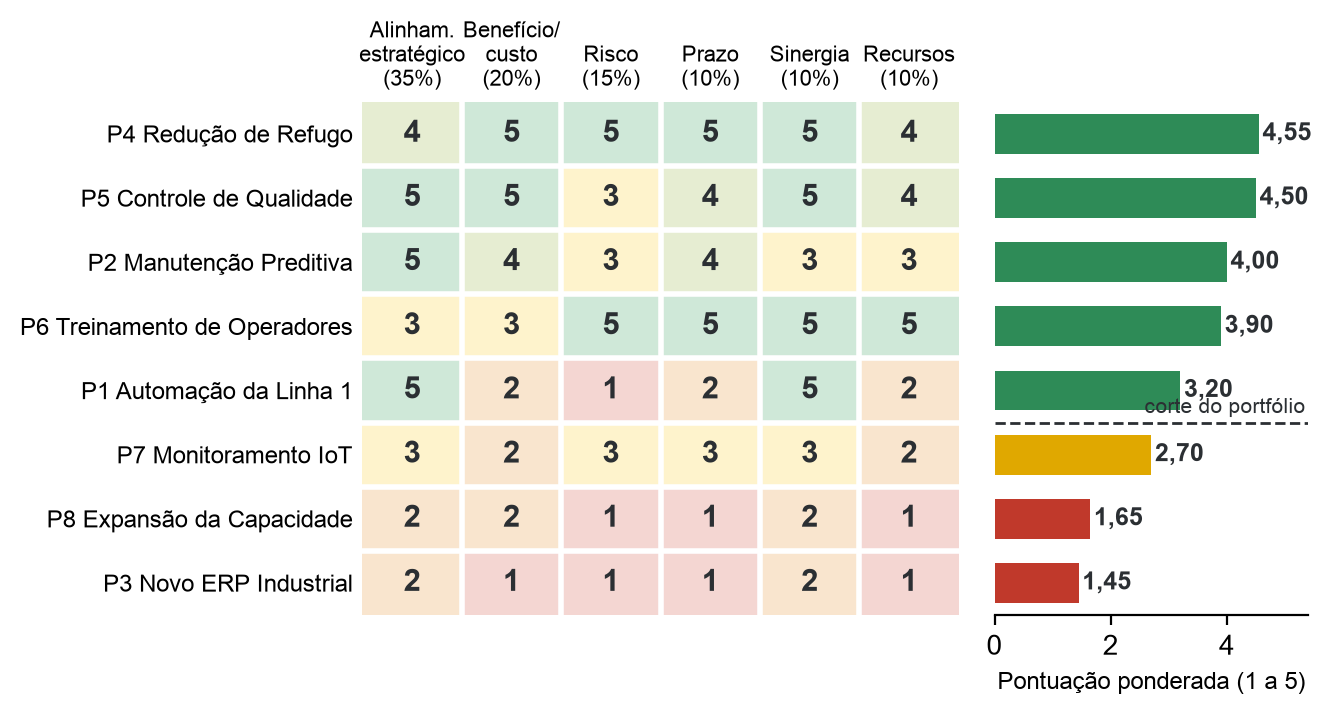 Alinham. Benefício/
estratégico custo Risco Prazo Sinergia Recursos
(35%) (20%) (15%) (10%) (10%) (10%)
P4 Redução de Refugo 4 5 5 5 5 4 4,55
P5 Controle de Qualidade 5 5 3 4 5 4 4,50
P2 Manutenção Preditiva 5 4 3 4 3 3 4,00
P6 Treinamento de Operadores 3 3 5 5 5 5 3,90
P1 Automação da Linha 1 5 2 1 2 5 2 3,20
corte do portfólio
P7 Monitoramento IoT 3 2 3 3 3 2 2,70
P8 Expansão da Capacidade 2 2 1 1 2 1 1,65
P3 Novo ERP Industrial 2 1 1 1 2 1 1,45
0 2 4
Pontuação ponderada (1 a 5)